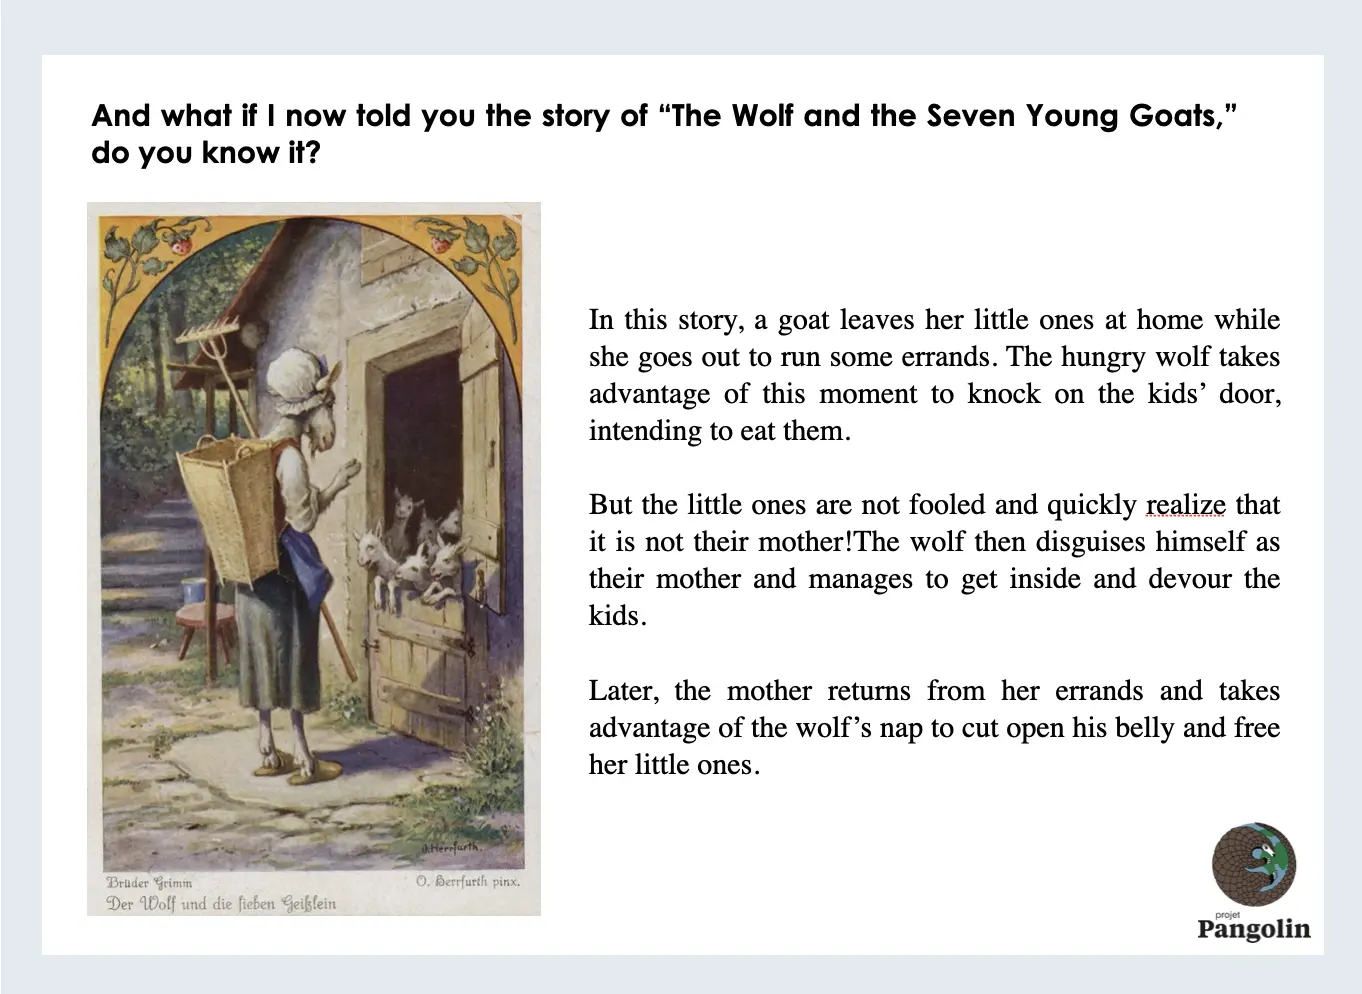 And what if I now told you the story of “The Wolf and the Seven Young Goats,”
do you know it?
In this story, a goat leaves her little ones at home while
she goes out to run some errands. The hungry wolf takes
advantage of this moment to knock on the kids’ door,
intending to eat them.
But the little ones are not fooled and quickly realize that
it is not their mother!The wolf then disguises himself as
their mother and manages to get inside and devour the
kids.
Later, the mother returns from her errands and takes
advantage of the wolf’s nap to cut open his belly and free
her little ones.
O.Herrfurth.
Brüder Grimm
O. Herrfurth pinx.
Der Wolf und die ſieben Geißlein
projet
Pangolin